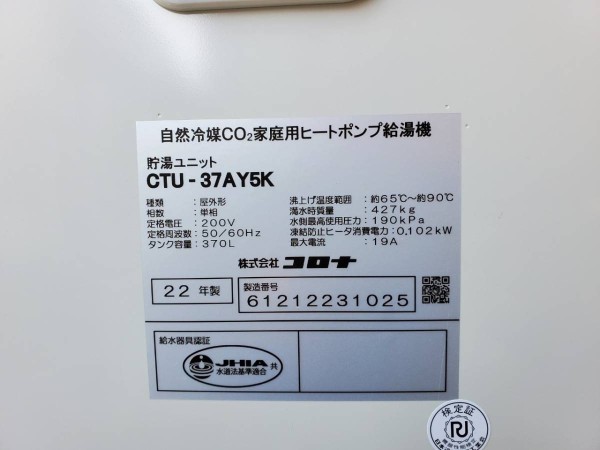 自然冷媒CO₂家庭用ヒートポンプ給湯機
貯湯ユニット
CTU-37AY5K
種類 : 屋外形
相数 : 単相
定格電圧 : 200V
定格周波数 : 50/60Hz
タンク容量 : 370L
沸上げ温度範囲 : 約65℃~約90℃
満水時質量 : 427kg
水側最高使用圧力 : 190kPa
凍結防止ヒータ消費電力 : 0.102kW
最大電流 : 19A
株式会社 コロナ
22 年製
製造番号
61212231025
給水器具認証
JHIA 共
水道法基準適合
検定証